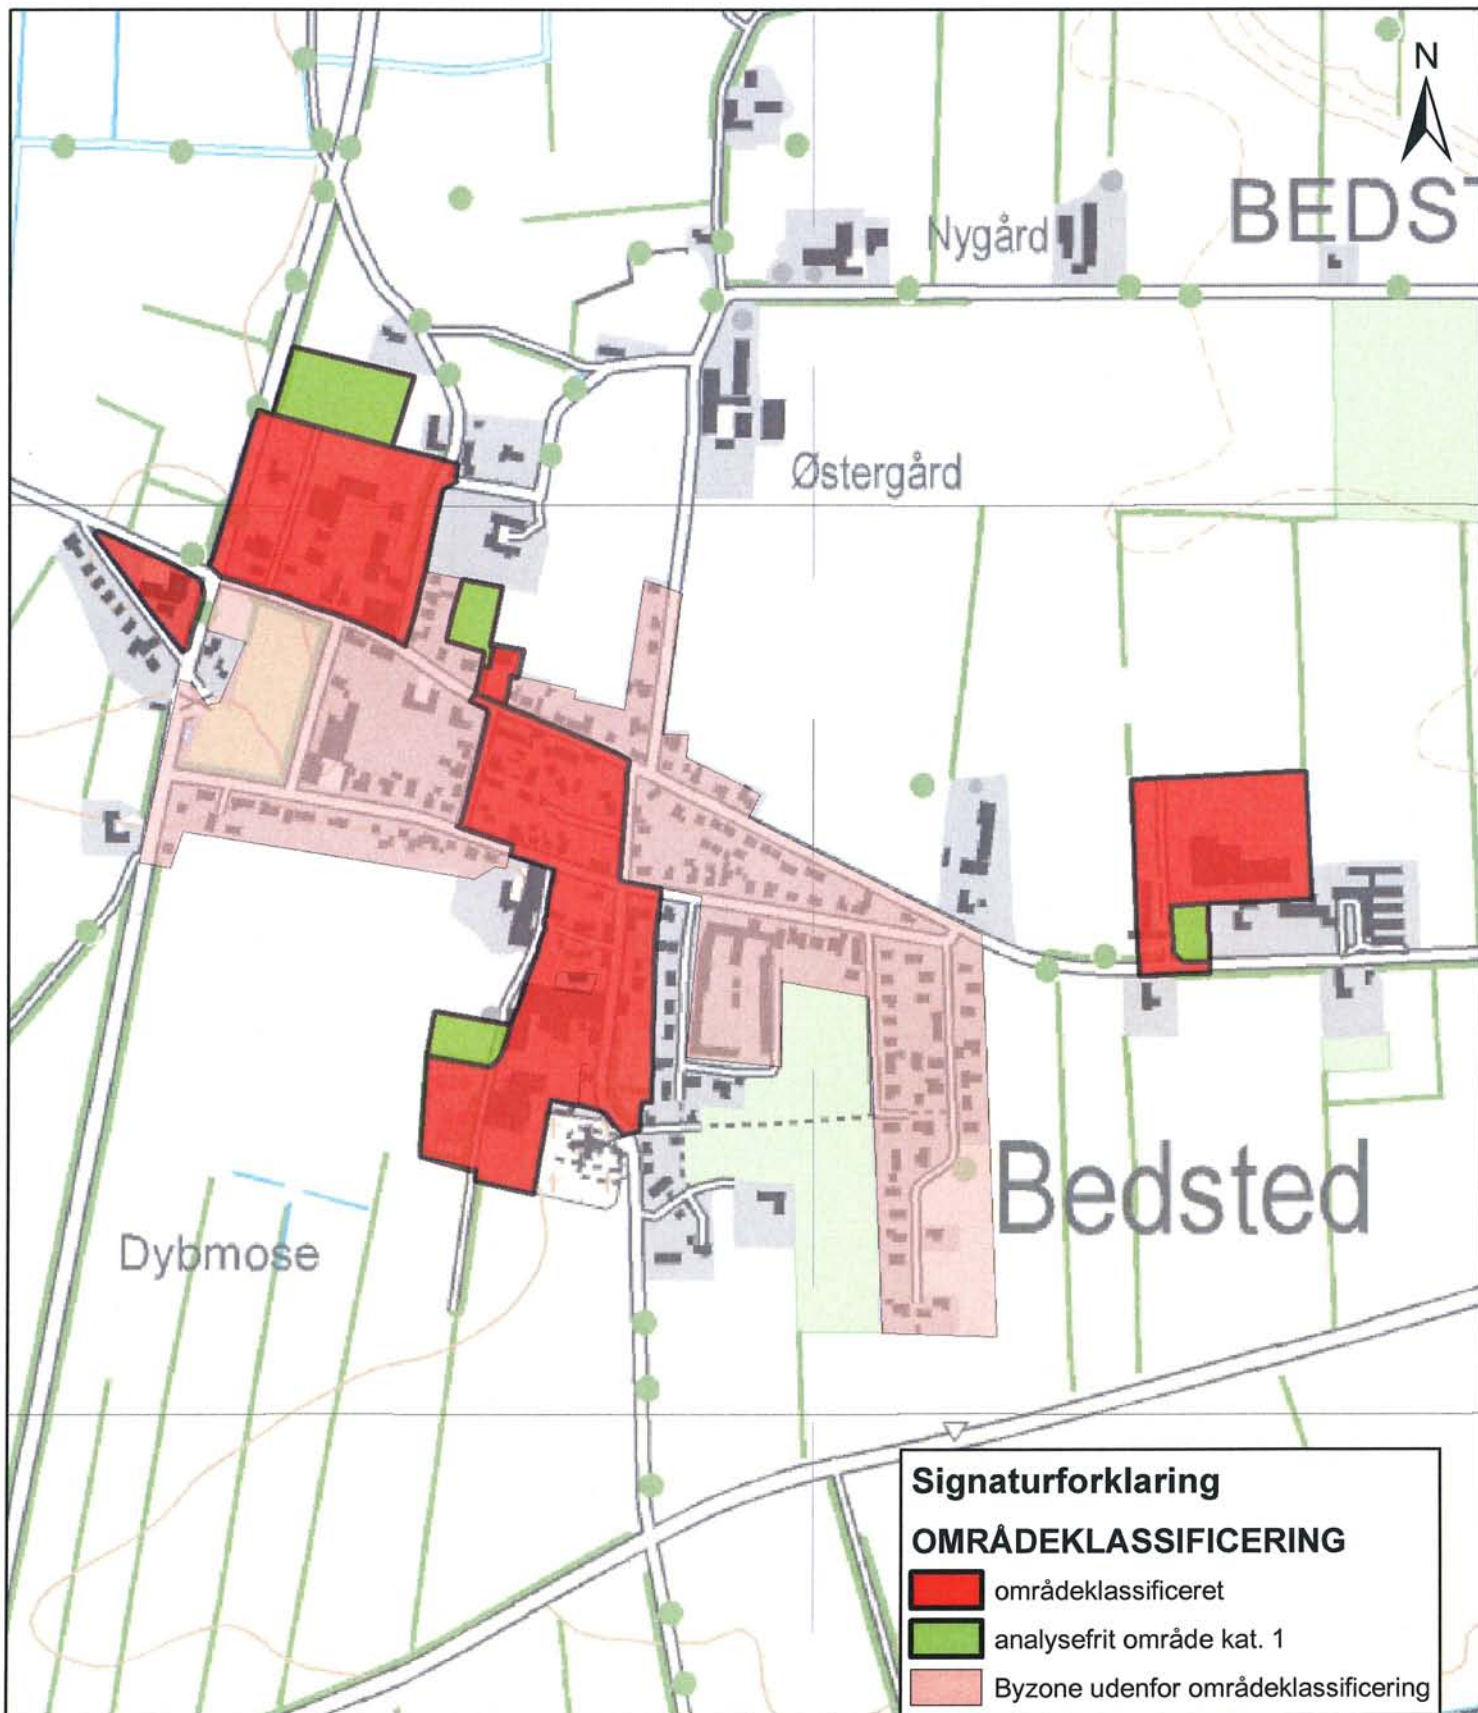 N
BEDST
Nygård
Østergård
Bedsted
Dybmose
Signaturforklaring
OMRÅDEKLASSIFICERING
områdeklassificeret
analysefrit område kat. 1
Byzone udenfor områdeklassificering